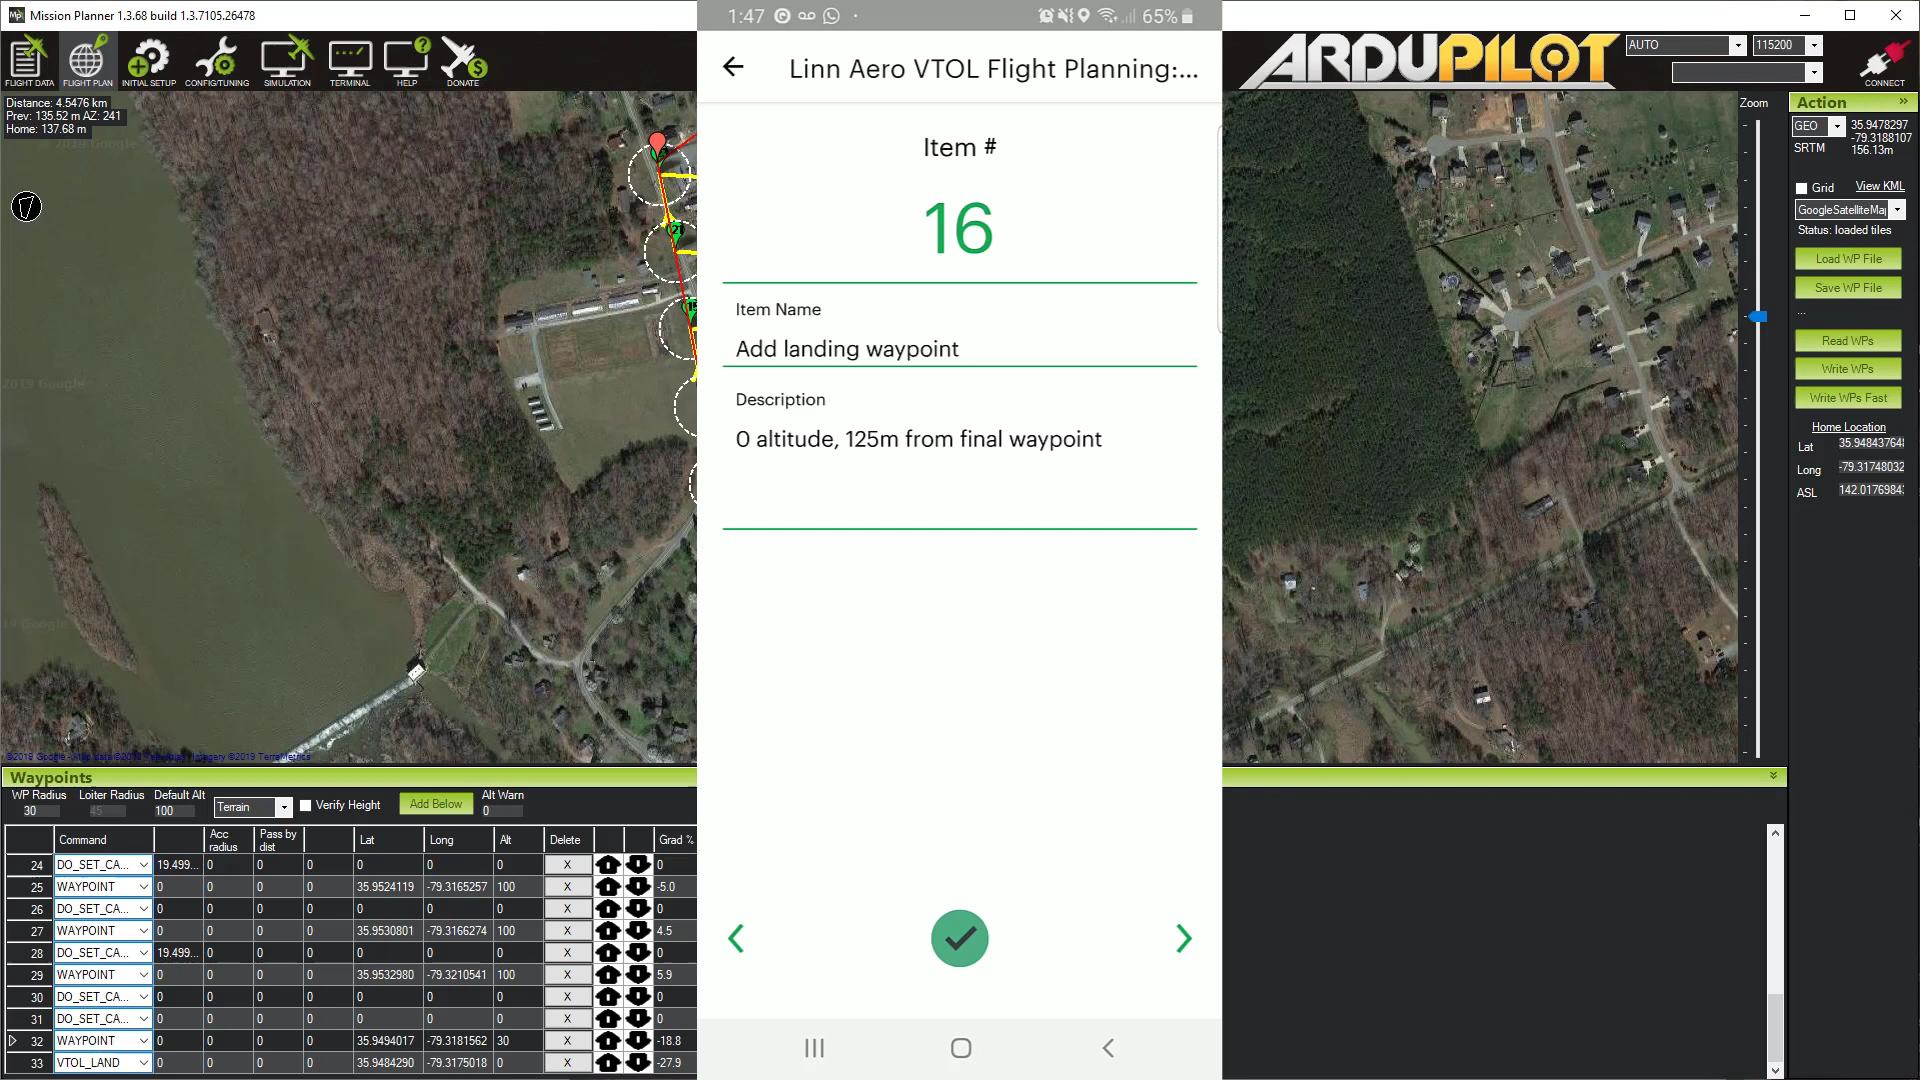 Mission Planner 1.3.68 build 1.3.7105.26478
FLIGHT DATA
FLIGHT PLAN
INITIAL SETUP
CONFIG/TUNING
SIMULATION
TERMINAL
HELP
DONATE
ARDUPILOT
AUTO
115200
CONNECT
Distance: 4.5476 km
Prev: 135.52 m AZ: 241
Home: 137.68 m
1:47
65%
Linn Aero VTOL Flight Planning:...
Item #
16
Item Name
Add landing waypoint
Description
0 altitude, 125m from final waypoint
21
Zoom
Action
GEO
35.9478297
-79.3188107
SRTM
156.13m
Grid
View KML
GoogleSatelliteMap
Status: loaded tiles
Load WP File
Save WP File
...
Read WPs
Write WPs
Write WPs Fast
Home Location
Lat
35.94843764
Long
-79.31748032
ASL
142.0176984
Waypoints
WP Radius
Loiter Radius
Default Alt
30
45
100
Terrain
Verify Height
Add Below
Alt Warn
0
Command Acc radius Pass by dist Lat Long Alt Delete Grad %
24 DO_SET_CA... 19.499... 0 0 0 0 0 0 X 0
25 WAYPOINT 0 0 0 0 35.9524119 -79.3165257 100 X -5.0
26 DO_SET_CA... 0 0 0 0 0 0 0 X 0
27 WAYPOINT 0 0 0 0 35.9530801 -79.3166274 100 X 4.5
28 DO_SET_CA... 19.499... 0 0 0 0 0 0 X 0
29 WAYPOINT 0 0 0 0 35.9532980 -79.3210541 100 X 5.9
30 DO_SET_CA... 0 0 0 0 0 0 0 X 0
31 DO_SET_CA... 0 0 0 0 0 0 0 X 0
32 WAYPOINT 0 0 0 0 35.9494017 -79.3181562 30 X -18.8
33 VTOL_LAND 0 0 0 0 35.9484290 -79.3175018 0 X -27.9